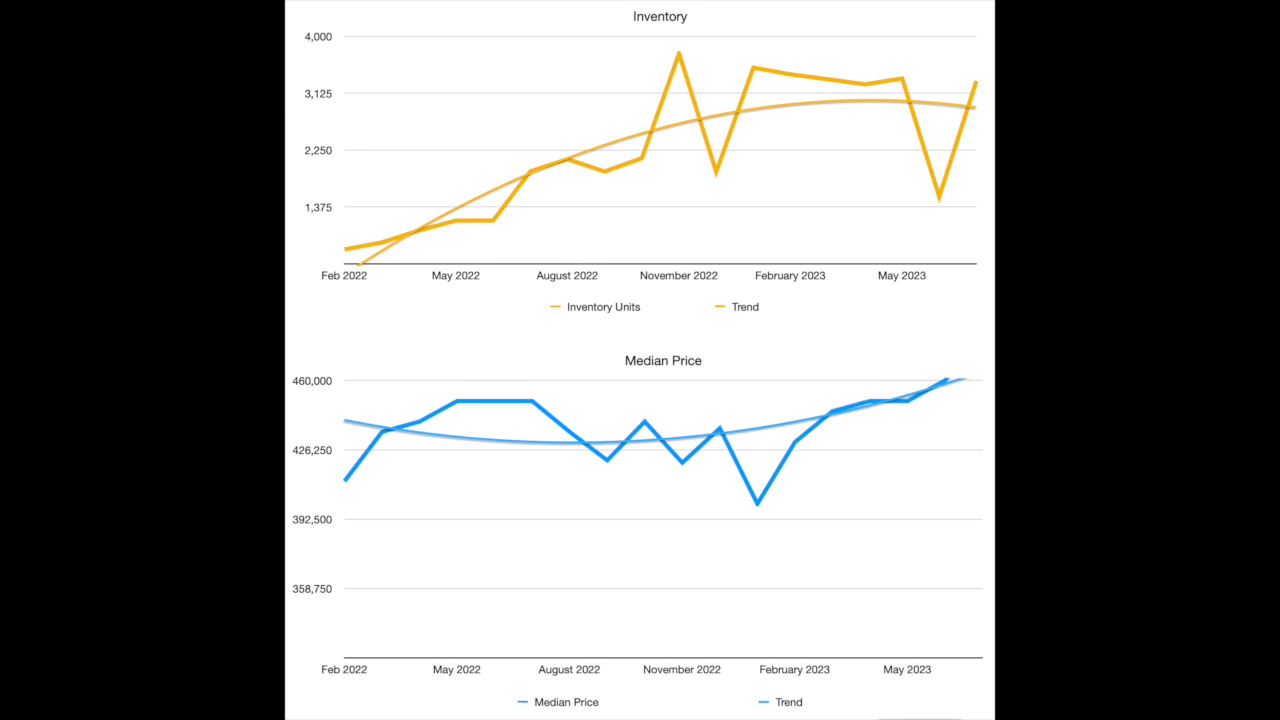 Inventory
4,000
3,125
2,250
1,375
Feb 2022 May 2022 August 2022 November 2022 February 2023 May 2023
Inventory Units Trend
Median Price
460,000
426,250
392,500
358,750
Feb 2022 May 2022 August 2022 November 2022 February 2023 May 2023
Median Price Trend